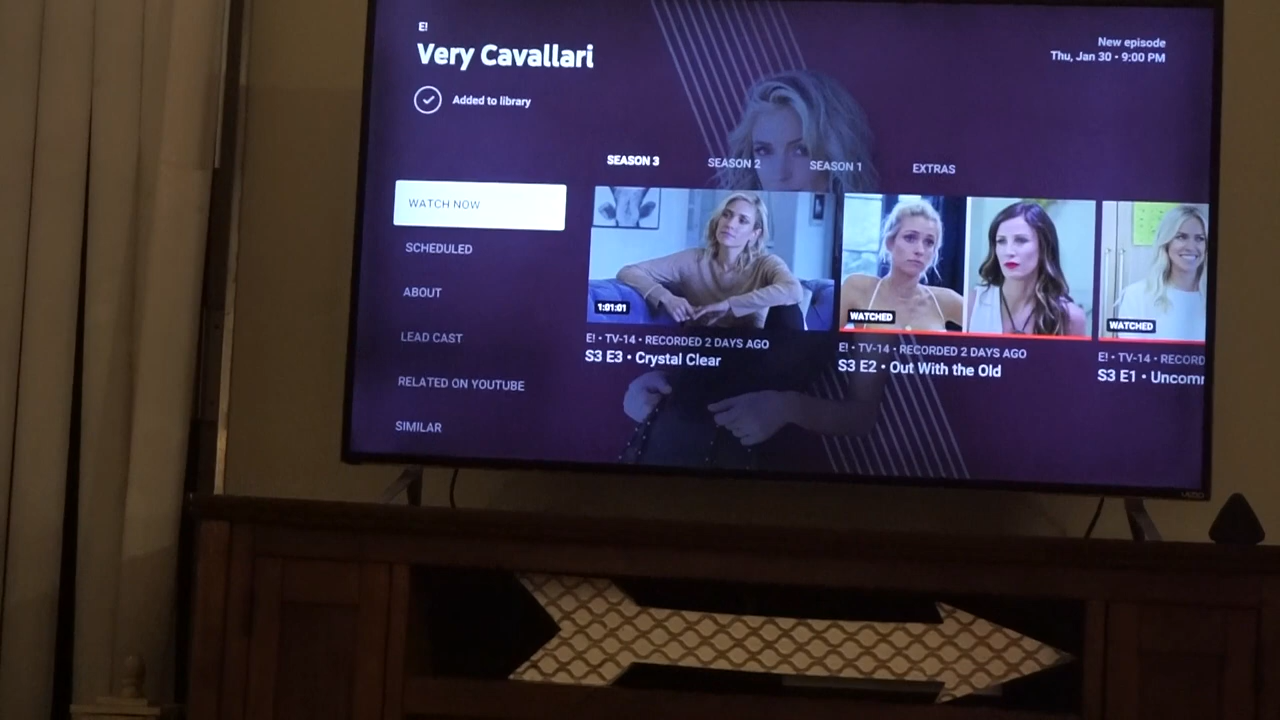 E!
Very Cavallari
Added to library
New episode
Thu, Jan 30 • 9:00 PM
SEASON 3
SEASON 2
SEASON 1
EXTRAS
WATCH NOW
SCHEDULED
ABOUT
LEAD CAST
RELATED ON YOUTUBE
SIMILAR
1:01:01
E! • TV-14 • RECORDED 2 DAYS AGO
S3 E3 • Crystal Clear
WATCHED
E! • TV-14 • RECORDED 2 DAYS AGO
S3 E2 • Out With the Old
WATCHED
E! • TV-14 • RECORD
S3 E1 • Uncomm
VIZIO